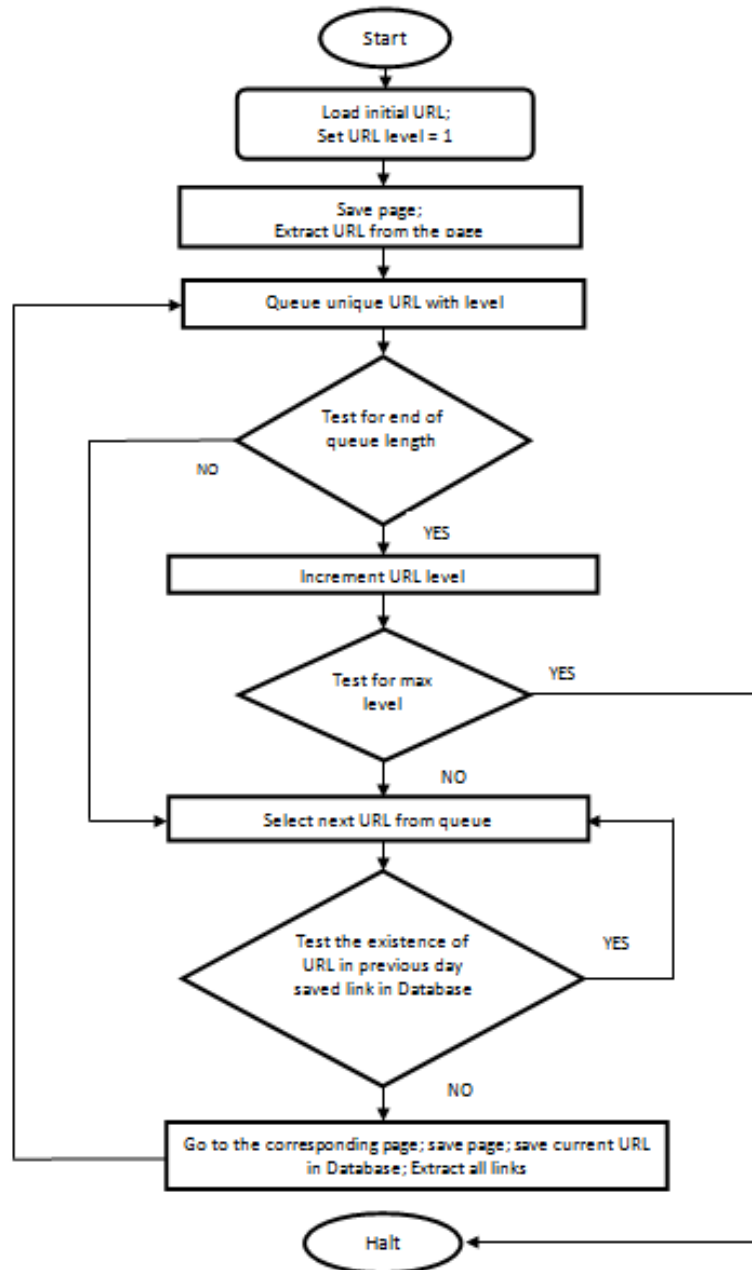 Start
Load initial URL;
Set URL level = 1
Save page;
Extract URL from the page
Queue unique URL with level
Test for end of
queue length
NO
YES
Increment URL level
Test for max
level
YES
NO
Select next URL from queue
Test the existence of
URL in previous day
saved link in Database
YES
NO
Go to the corresponding page; save page; save current URL
in Database; Extract all links
Halt